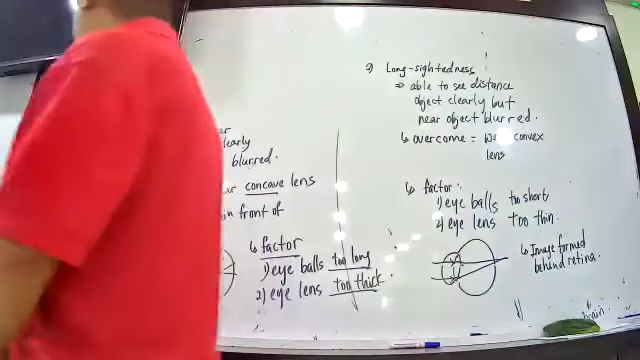 early
blurred.
concave lens
in front of
↳ factor
1) eye balls too long
2) eye lens too thick
2) Long-sightedness
⇒ able to see distance
object clearly but
near object blurred.
↳ overcome = convex
lens
↳ factor:
1) eye balls too short
2) eye lens too thin.
↳ Image formed
behind retina.